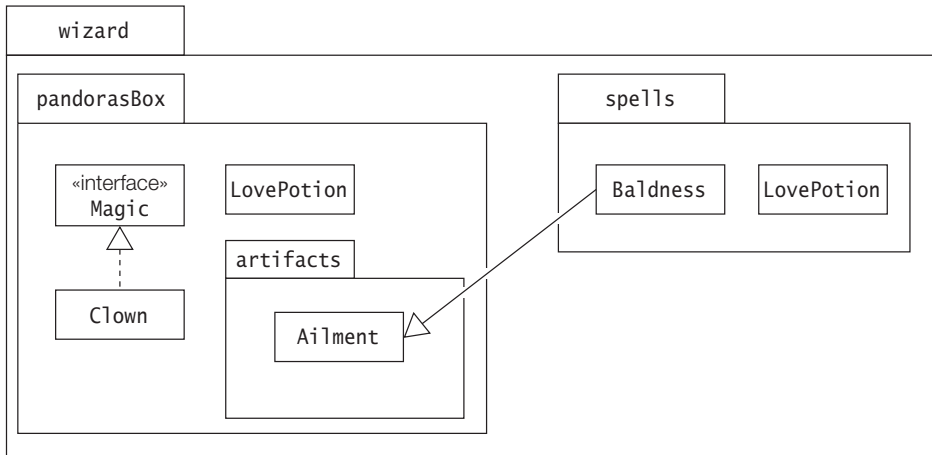 wizard
pandorasBox
spells
«interface»
Magic
LovePotion
Baldness
LovePotion
artifacts
Clown
Ailment